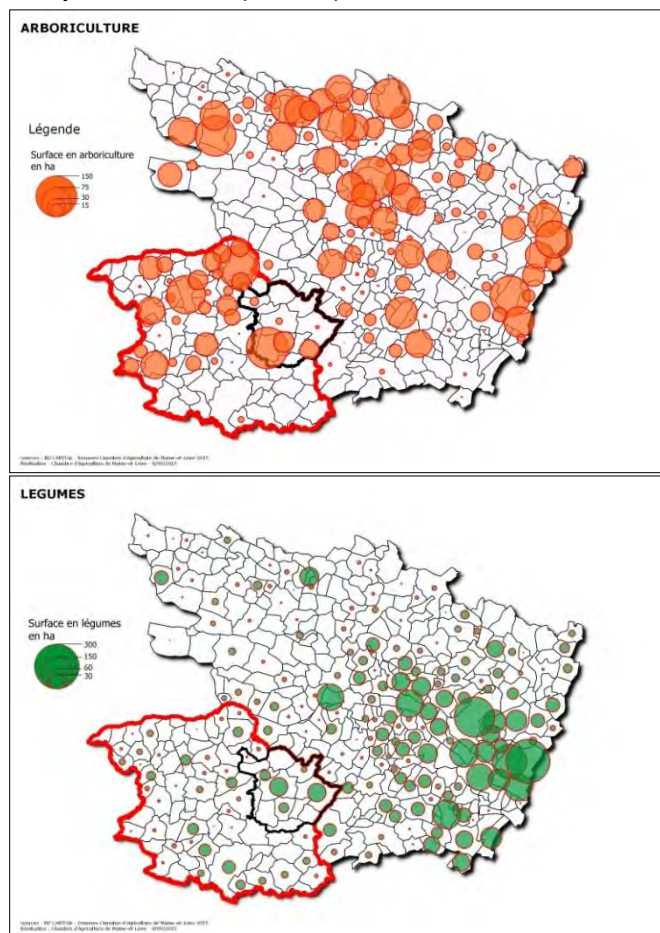 ARBORICULTURE
Légende
Surface en arboriculture
en ha
150
75
30
15
LEGUMES
Surface en légumes
en ha
300
150
60
30